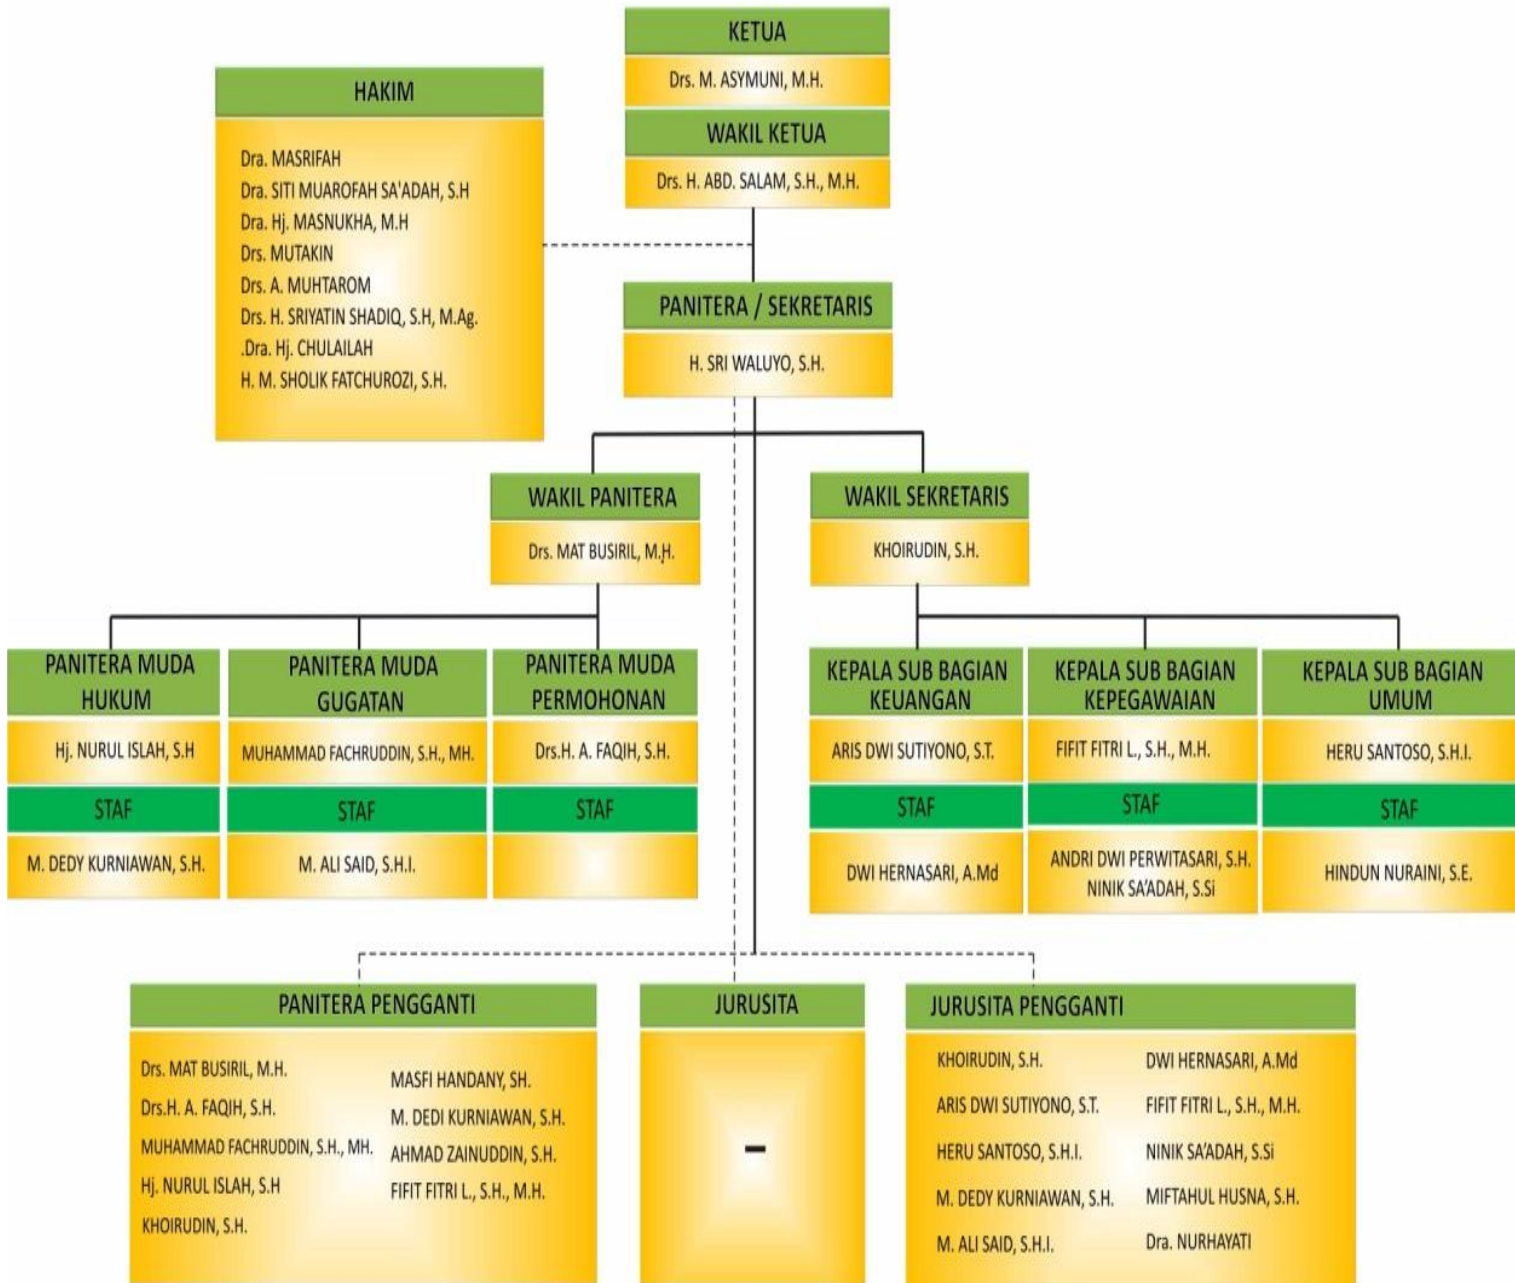 KETUA
Drs. M. ASYMUNI, M.H.
WAKIL KETUA
Drs. H. ABD. SALAM, S.H., M.H.
HAKIM
Dra. MASRIFAH
Dra. SITI MUAROFAH SA'ADAH, S.H
Dra. Hj. MASNUKHA, M.H
Drs. MUTAKIN
Drs. A. MUHTAROM
Drs. H. SRIYATIN SHADIQ, S.H, M.Ag.
.Dra. Hj. CHULAILAH
H. M. SHOLIK FATCHUROZI, S.H.
PANITERA / SEKRETARIS
H. SRI WALUYO, S.H.
WAKIL PANITERA
Drs. MAT BUSIRIL, M.H.
WAKIL SEKRETARIS
KHOIRUDIN, S.H.
PANITERA MUDA
HUKUM
Hj. NURUL ISLAH, S.H
STAF
M. DEDY KURNIAWAN, S.H.
PANITERA MUDA
GUGATAN
MUHAMMAD FACHRUDDIN, S.H., MH.
STAF
M. ALI SAID, S.H.I.
PANITERA MUDA
PERMOHONAN
Drs.H. A. FAQIH, S.H.
STAF
KEPALA SUB BAGIAN
KEUANGAN
ARIS DWI SUTIYONO, S.T.
STAF
DWI HERNASARI, A.Md
KEPALA SUB BAGIAN
KEPEGAWAIAN
FIFIT FITRI L., S.H., M.H.
STAF
ANDRI DWI PERWITASARI, S.H.
NINIK SA'ADAH, S.Si
KEPALA SUB BAGIAN
UMUM
HERU SANTOSO, S.H.I.
STAF
HINDUN NURAINI, S.E.
PANITERA PENGGANTI
Drs. MAT BUSIRIL, M.H.
Drs.H. A. FAQIH, S.H.
MUHAMMAD FACHRUDDIN, S.H., MH.
Hj. NURUL ISLAH, S.H
KHOIRUDIN, S.H.
MASFI HANDANY, SH.
M. DEDI KURNIAWAN, S.H.
AHMAD ZAINUDDIN, S.H.
FIFIT FITRI L., S.H., M.H.
JURUSITA
–
JURUSITA PENGGANTI
KHOIRUDIN, S.H.
ARIS DWI SUTIYONO, S.T.
HERU SANTOSO, S.H.I.
M. DEDY KURNIAWAN, S.H.
M. ALI SAID, S.H.I.
DWI HERNASARI, A.Md
FIFIT FITRI L., S.H., M.H.
NINIK SA'ADAH, S.Si
MIFTAHUL HUSNA, S.H.
Dra. NURHAYATI